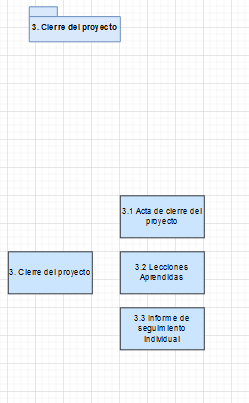 3. Cierre del proyecto
3.1 Acta de cierre del
proyecto
3. Cierre del proyecto
3.2 Lecciones
Aprendidas
3.3 Informe de
seguimiento
individual